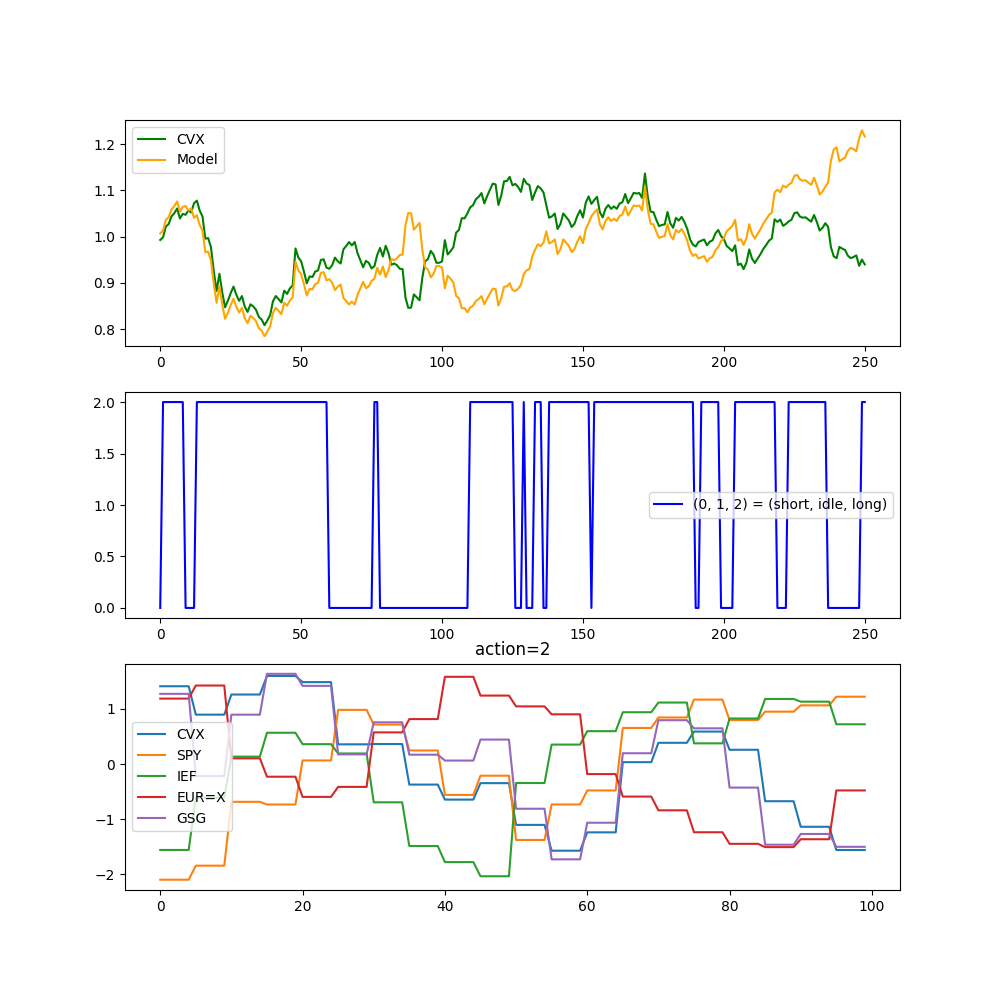 CVX
Model
1.2
1.1
1.0
0.9
0.8
0 50 100 150 200 250
2.0
1.5
1.0
0.5
0.0
(0, 1, 2) = (short, idle, long)
0 50 100 150 200 250
action=2
1
0
−1
−2
CVX
SPY
IEF
EUR=X
GSG
0 20 40 60 80 100